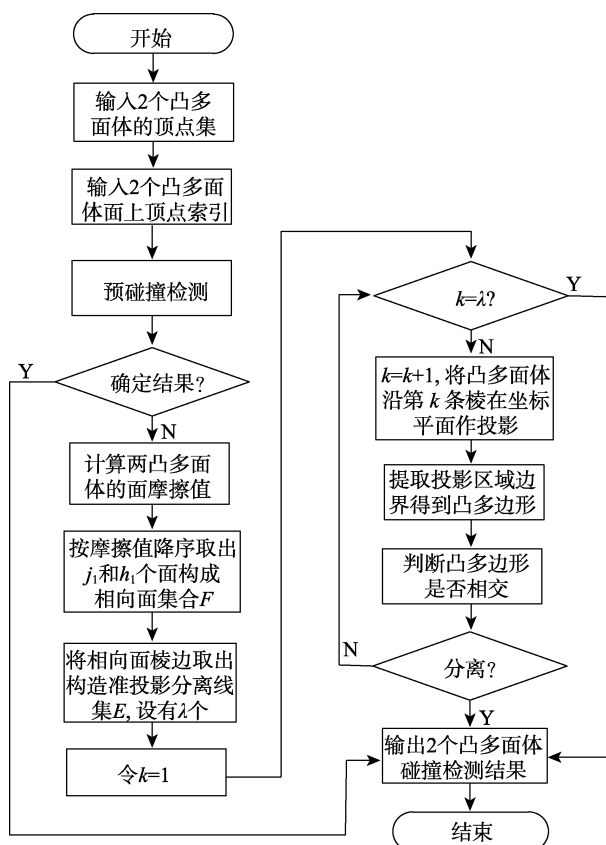 开始
输入2个凸多
面体的顶点集
输入2个凸多面
体面上顶点索引
预碰撞检测
Y
确定结果?
N
计算两凸多面
体的面摩擦值
按摩擦值降序取出
j₁和h₁个面构成
相向面集合F
将相向面棱边取出
构造准投影分离线
集E, 设有λ个
令k=1
k=λ?
Y
N
k=k+1, 将凸多面体
沿第 k 条棱在坐标
平面作投影
提取投影区域边
界得到凸多边形
判断凸多边形
是否相交
N
分离?
Y
输出2个凸多面体
碰撞检测结果
结束